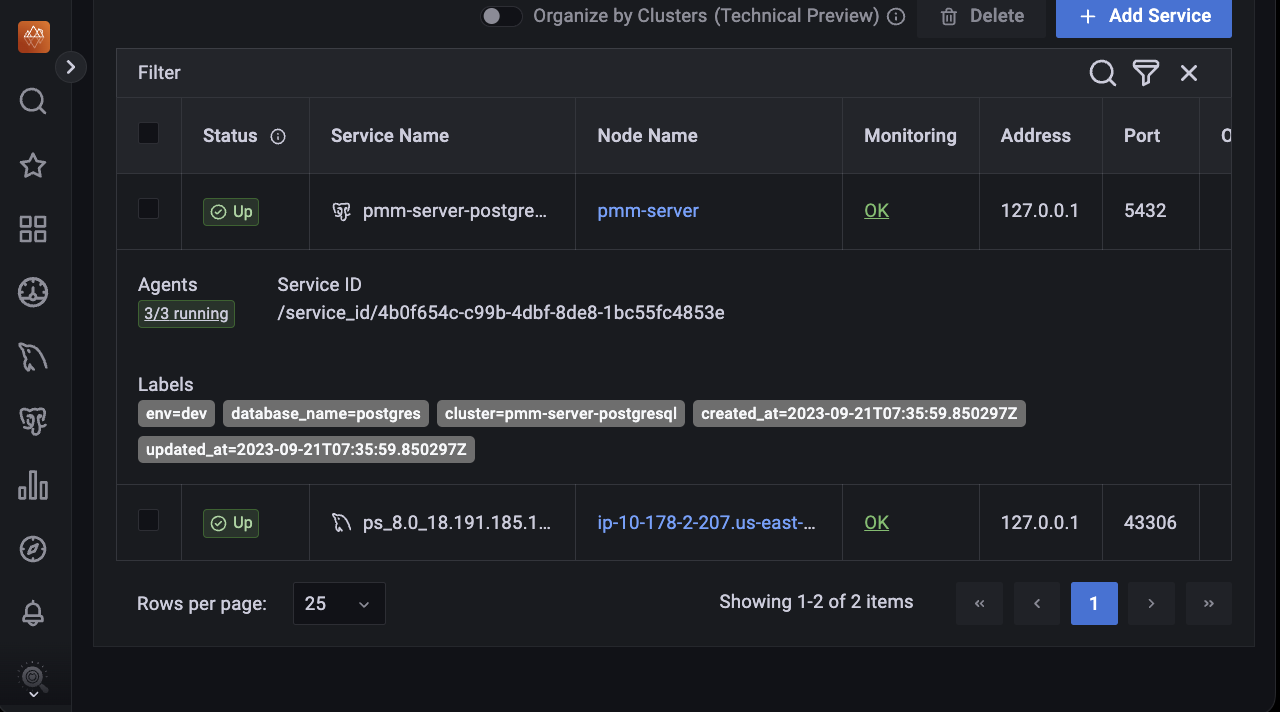 Organize by Clusters (Technical Preview) Delete + Add Service
Filter
Status Service Name Node Name Monitoring Address Port
Up pmm-server-postgre... pmm-server OK 127.0.0.1 5432
Agents Service ID
3/3 running /service_id/4b0f654c-c99b-4dbf-8de8-1bc55fc4853e
Labels
env=dev database_name=postgres cluster=pmm-server-postgresql created_at=2023-09-21T07:35:59.850297Z
updated_at=2023-09-21T07:35:59.850297Z
Up ps_8.0_18.191.185.1... ip-10-178-2-207.us-east-... OK 127.0.0.1 43306
Rows per page: 25 Showing 1-2 of 2 items « ‹ 1 › »